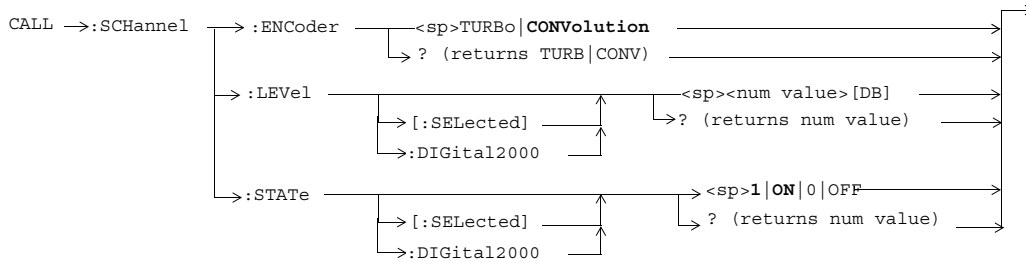 CALL :SCHannel :ENCoder <sp>TURBo|CONVolution
? (returns TURB|CONV)
:LEVel <sp><num value>[DB]
[:SELected] ? (returns num value)
:DIGital2000
:STATe <sp>1|ON|0|OFF
[:SELected] ? (returns num value)
:DIGital2000